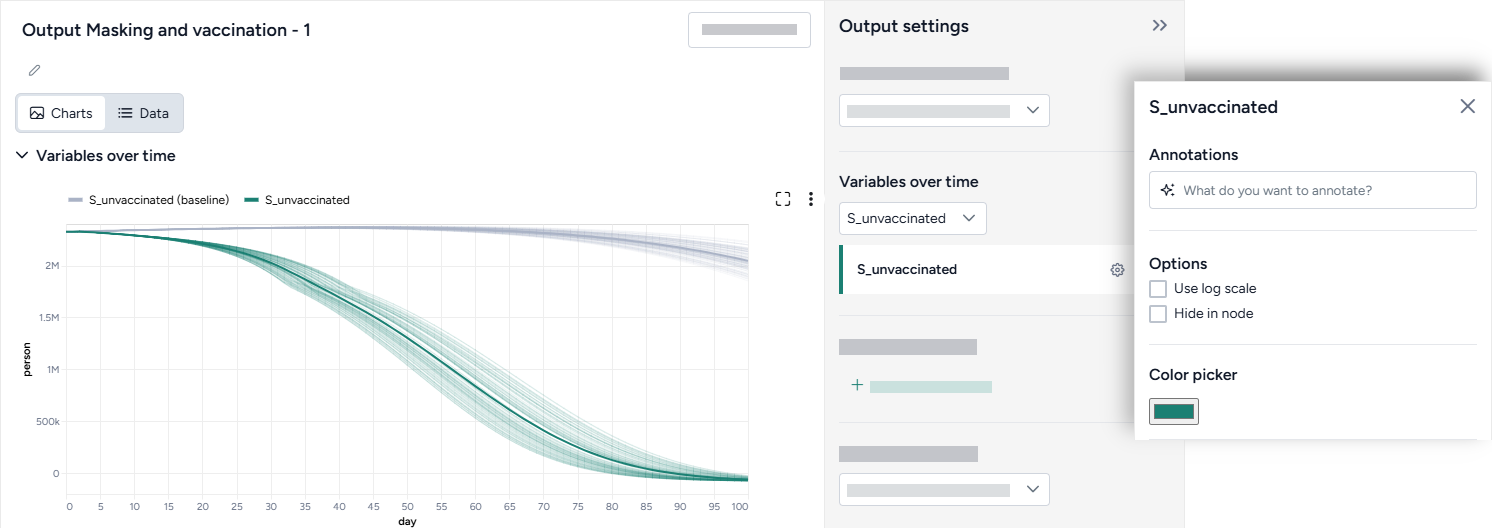 Output Masking and vaccination - 1
Charts
Data
Variables over time
S_unvaccinated (baseline)
S_unvaccinated
2M
1.5M
1M
500k
0
person
0 5 10 15 20 25 30 35 40 45 50 55 60 65 70 75 80 85 90 95 100
day
Output settings
Variables over time
S_unvaccinated
S_unvaccinated
S_unvaccinated
Annotations
What do you want to annotate?
Options
Use log scale
Hide in node
Color picker